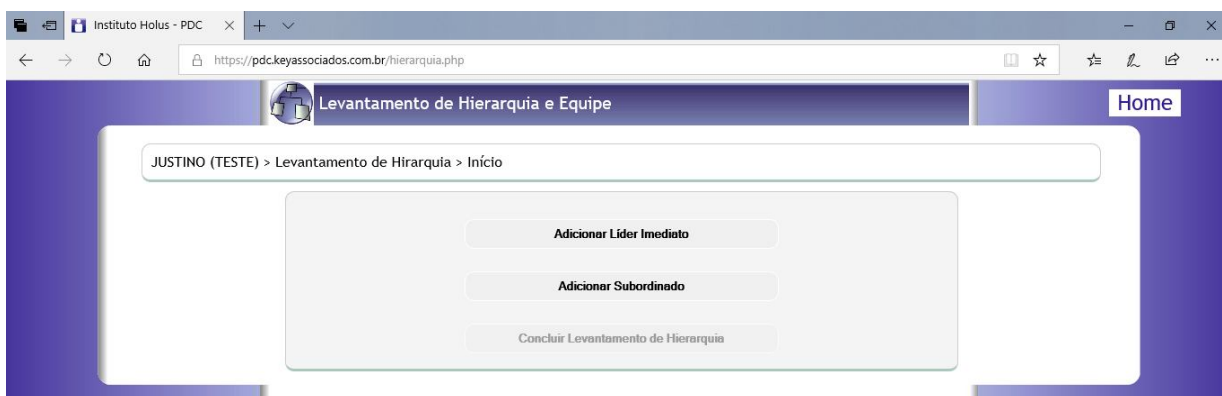 Instituto Holus - PDC
https://pdc.keyassociados.com.br/hierarquia.php
Levantamento de Hierarquia e Equipe
Home
JUSTINO (TESTE) > Levantamento de Hirarquia > Início
Adicionar Líder Imediato
Adicionar Subordinado
Concluir Levantamento de Hierarquia